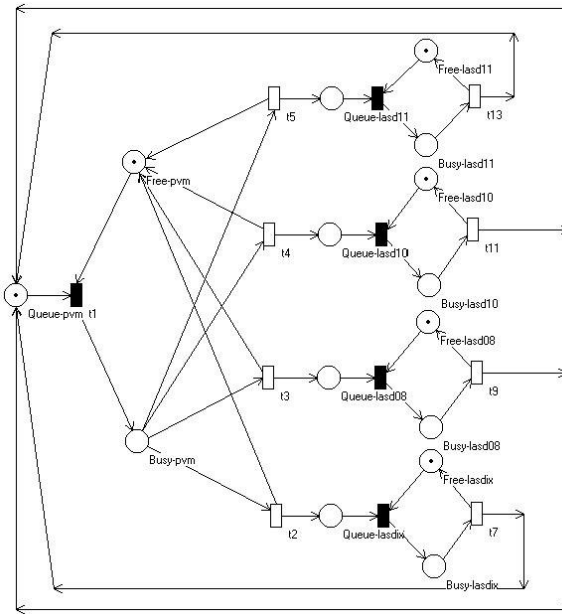 Free-lasd11
Queue-lasd11
t5
t13
Busy-lasd11
Free-pvm
Free-lasd10
t4
Queue-lasd10
t11
Queue-pvm t1
Busy-lasd10
Free-lasd08
t3
Queue-lasd08
t9
Busy-pvm
Busy-lasd08
Free-lasdix
t2
Queue-lasdix
t7
Busy-lasdix